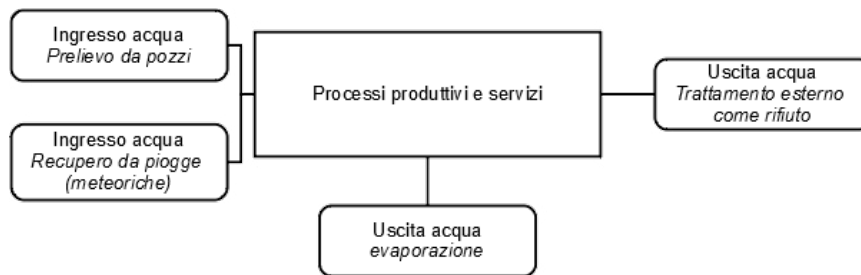 Ingresso acqua
Prelievo da pozzi
Ingresso acqua
Recupero da piogge
(meteoriche)
Processi produttivi e servizi
Uscita acqua
Trattamento esterno
come rifiuto
Uscita acqua
evaporazione